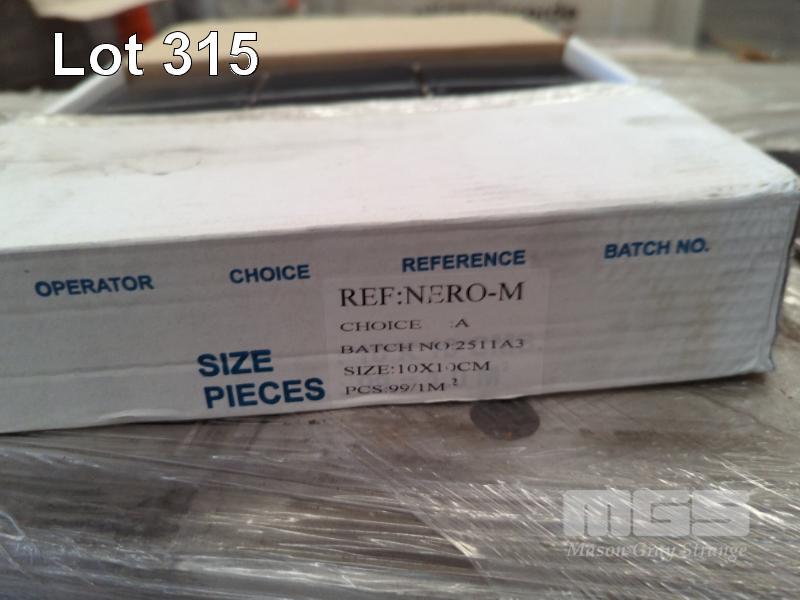 Lot 315
OPERATOR CHOICE REFERENCE BATCH NO.
REF:NERO-M
CHOICE :A
BATCH NO:2511A3
SIZE SIZE:10X10CM
PIECES PCS:99/1M²
MGS
Mason Gray Strange